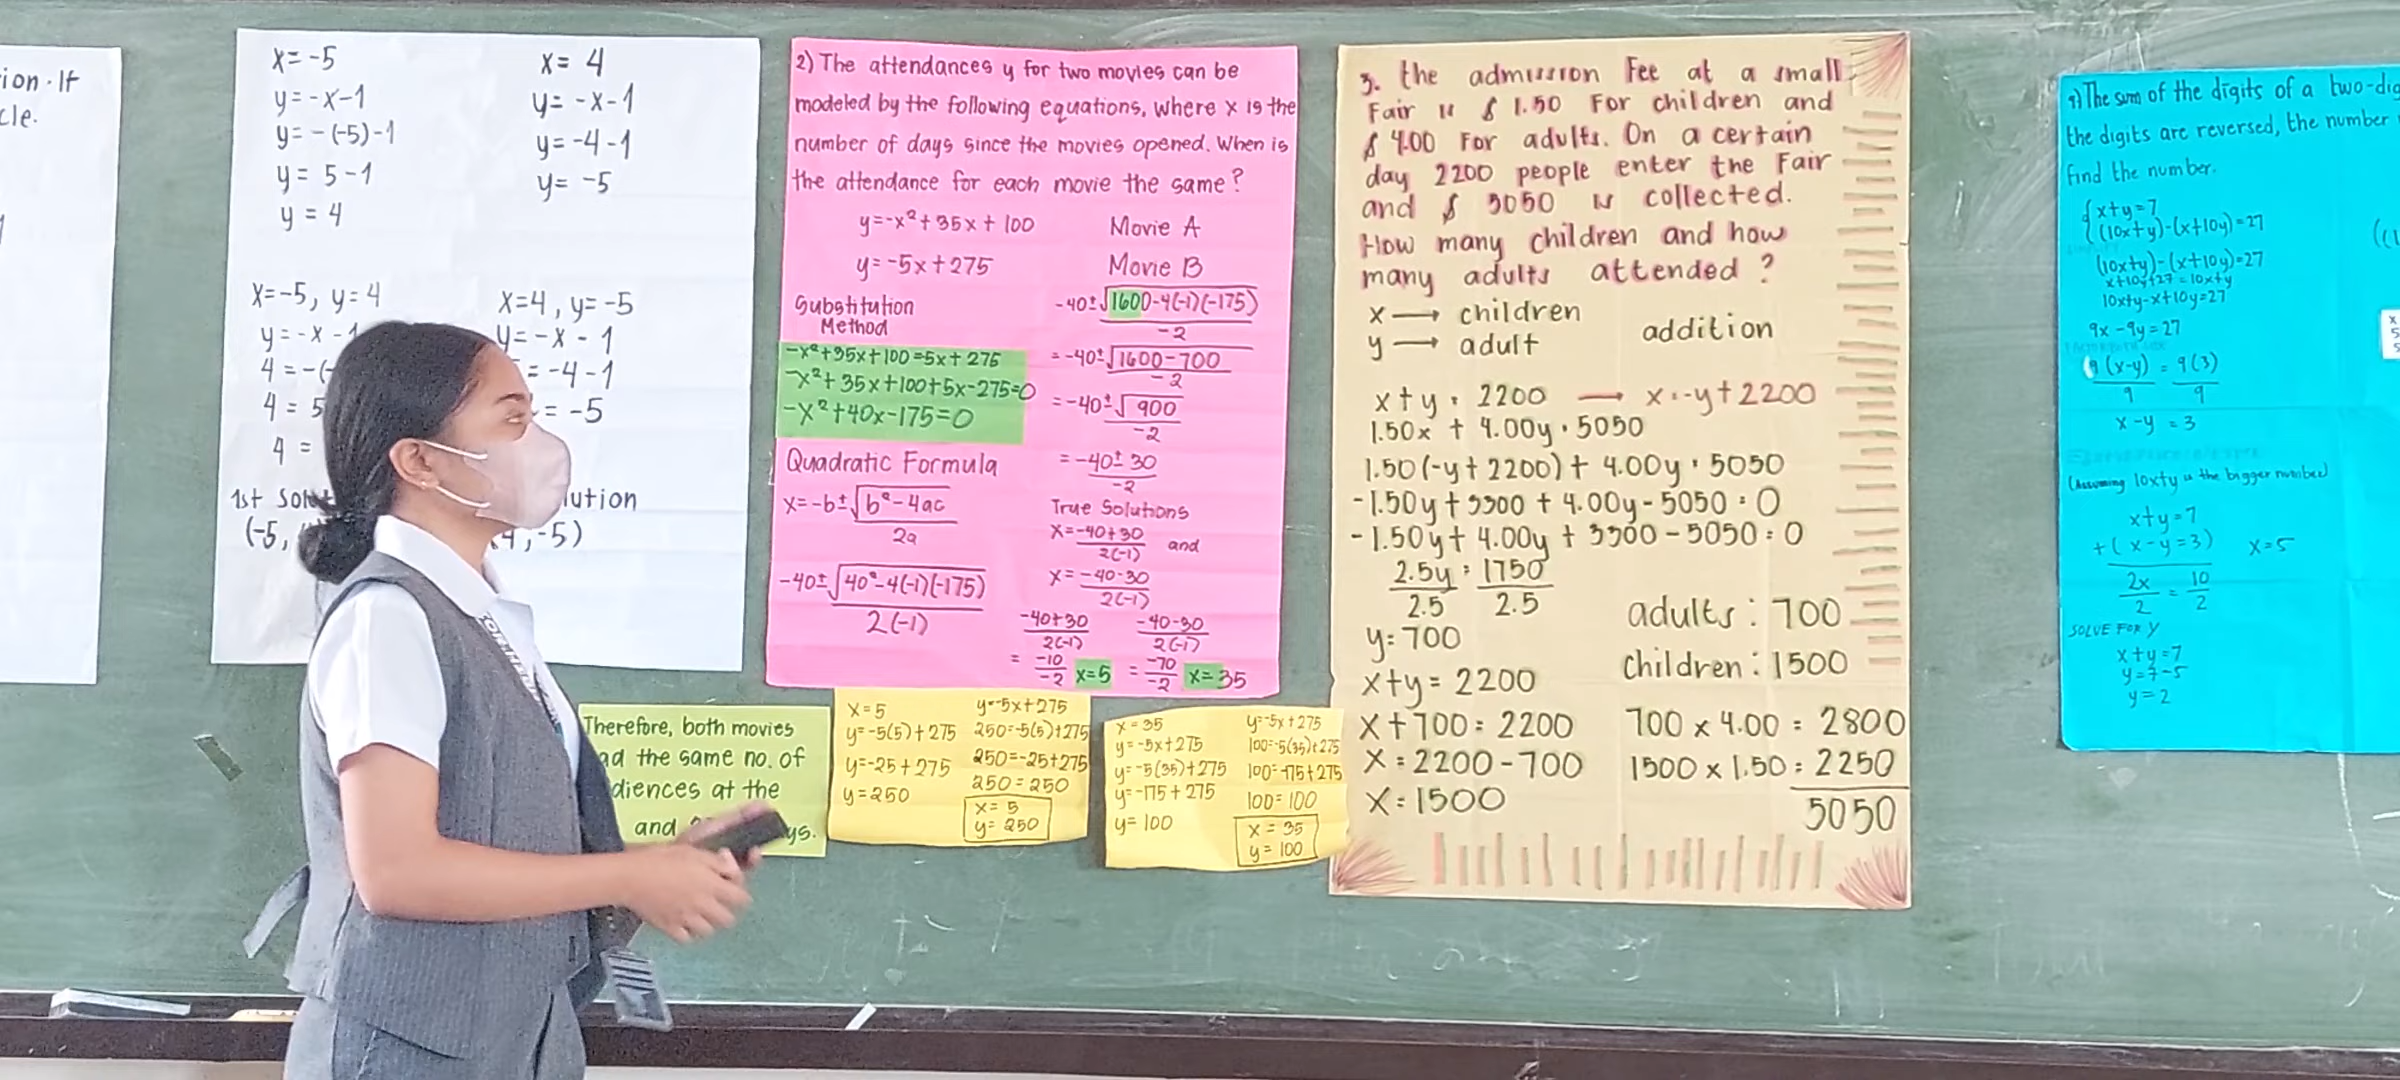 ion. It
cle.
x=-5
y=-x-1
y=-(-5)-1
y= 5-1
y = 4
x= 4
y= -x-1
y= -4-1
y= -5
x=-5, y=4
y=-x-1
4=-(-
4 = 5
4 =
x=4, y=-5
y=-x-1
= -4-1
= -5
1st
(-5,
ution
,-5)
2) The attendances y for two movies can be
modeled by the following equations, where x is the
number of days since the movies opened. When is
the attendance for each movie the same?
y=-x²+35x+100 Movie A
y=-5x+275 Movie B
Substitution
Method
-x²+35x+100=5x+275
-x²+35x+100+5x-275=0
-x²+40x-175=0
Quadratic Formula
x=-b±√b²-4ac
2a
-40±√40²-4(-1)(-175)
2(-1)
-40±√1600-4(-1)(-175)
-2
=-40±√1600-700
-2
=-40±√900
-2
=-40±30
-2
True Solutions
x=-40+30 and
2(-1)
x=-40-30
2(-1)
-40+30
2(-1)
= -10
-2
x=5
-40-30
2(-1)
= -70
-2
x=35
Therefore, both movies
the same no. of
diences at the
and
x=5
y=-5(5)+275
y=-25+275
y=250
y=-5x+275
250=-5(5)+275
250=-25+275
250=250
x=5
y=250
x=35
y=-5x+275
y=-5(35)+275
y=-175+275
y=100
y=-5x+275
100=-5(35)+275
100=-175+275
100=100
x=35
y=100
3. the admission Fee at a small
Fair is $ 1.50 For children and
$ 4.00 For adults. On a certain
day 2200 people enter the Fair
and $ 5050 is collected.
How many children and how
many adults attended?
x → children
y → adult
addition
x+y = 2200 → x=-y+2200
1.50x + 4.00y = 5050
1.50(-y+2200)+ 4.00y = 5050
-1.50y+3300+4.00y-5050=0
-1.50y+4.00y+3300-5050=0
2.5y = 1750
2.5 2.5
y=700
x+y=2200
x+700=2200
x=2200-700
x=1500
adults: 700
children: 1500
700 x 4.00 = 2800
1500 x 1.50 = 2250
5050
The sum of the digits of a two-dig
the digits are reversed, the number
find the number.
{x+y=7
(10x+y)-(x+10y)=27
(10x+y)-(x+10y)=27
x+10y+27=10x+y
10x+y-x+10y=27
9x-9y=27
9(x-y) = 9(3)
9 9
x-y = 3
(Assuming 10x+y is the bigger number)
x+y=7
+(x-y=3) x=5
2x = 10
2 2
SOLVE FOR Y
x+y=7
y=7-5
y=2